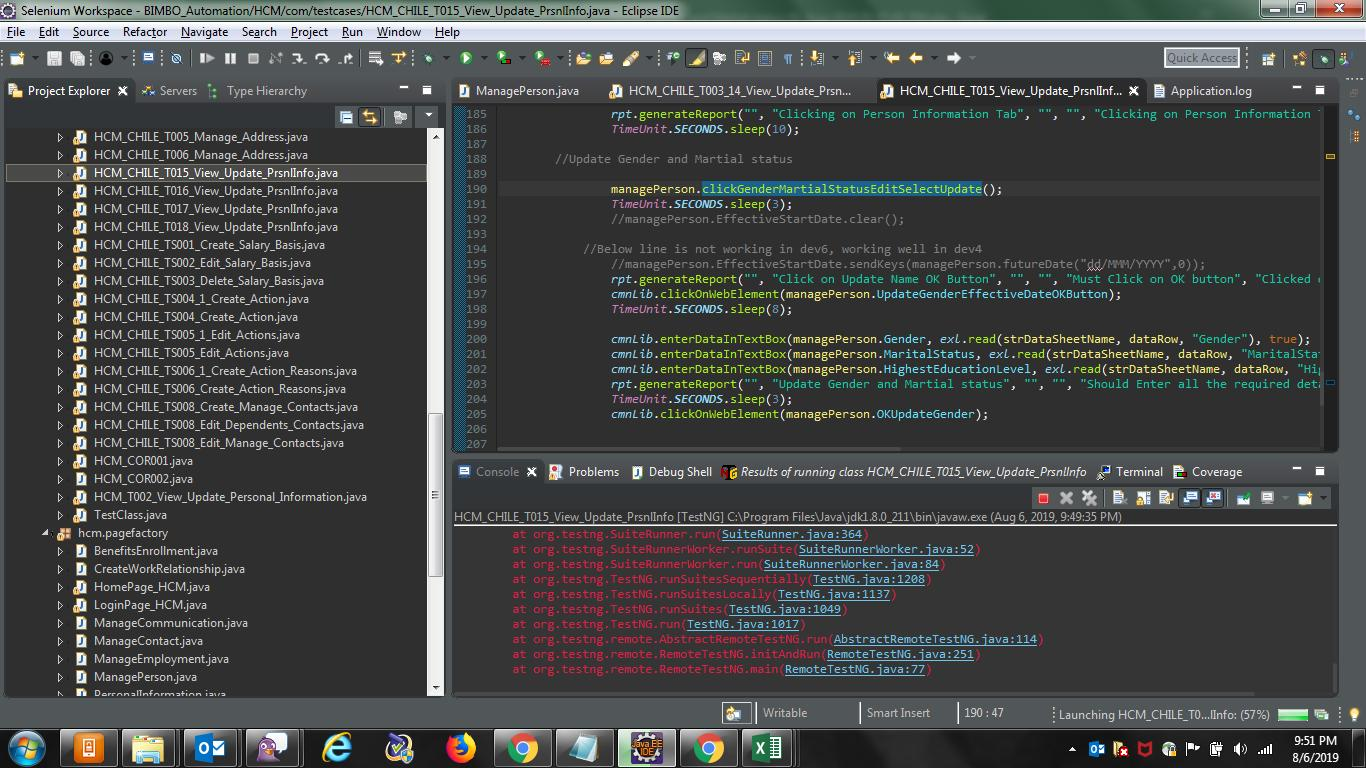 Selenium Workspace - BIMBO_Automation/HCM/com/testcases/HCM_CHILE_T015_View_Update_PrsnlInfo.java - Eclipse IDE
File Edit Source Refactor Navigate Search Project Run Window Help
Quick Access
Project Explorer Servers Type Hierarchy
HCM_CHILE_T005_Manage_Address.java
HCM_CHILE_T006_Manage_Address.java
HCM_CHILE_T015_View_Update_PrsnlInfo.java
HCM_CHILE_T016_View_Update_PrsnlInfo.java
HCM_CHILE_T017_View_Update_PrsnlInfo.java
HCM_CHILE_T018_View_Update_PrsnlInfo.java
HCM_CHILE_TS001_Create_Salary_Basis.java
HCM_CHILE_TS002_Edit_Salary_Basis.java
HCM_CHILE_TS003_Delete_Salary_Basis.java
HCM_CHILE_TS004_1_Create_Action.java
HCM_CHILE_TS004_Create_Action.java
HCM_CHILE_TS005_1_Edit_Actions.java
HCM_CHILE_TS005_Edit_Actions.java
HCM_CHILE_TS006_1_Create_Action_Reasons.java
HCM_CHILE_TS006_Create_Action_Reasons.java
HCM_CHILE_TS008_Create_Manage_Contacts.java
HCM_CHILE_TS008_Edit_Dependents_Contacts.java
HCM_CHILE_TS008_Edit_Manage_Contacts.java
HCM_COR001.java
HCM_COR002.java
HCM_T002_View_Update_Personal_Information.java
TestClass.java
hcm.pagefactory
BenefitsEnrollment.java
CreateWorkRelationship.java
HomePage_HCM.java
LoginPage_HCM.java
ManageCommunication.java
ManageContact.java
ManageEmployment.java
ManagePerson.java
PersonalInformation.java
ManagePerson.java HCM_CHILE_T003_14_View_Update_Prsn... HCM_CHILE_T015_View_Update_PrsnlInf... Application.log
185 rpt.generateReport("", "Clicking on Person Information Tab", "", "", "Clicking on Person Information
186 TimeUnit.SECONDS.sleep(10);
187
188 //Update Gender and Martial status
189
190 managePerson.clickGenderMartialStatusEditSelectUpdate();
191 TimeUnit.SECONDS.sleep(3);
192 //managePerson.EffectiveStartDate.clear();
193
194 //Below line is not working in dev6, working well in dev4
195 //managePerson.EffectiveStartDate.sendKeys(managePerson.futureDate("dd/MMM/YYYY",0));
196 rpt.generateReport("", "Click on Update Name OK Button", "", "", "Must Click on OK button", "Clicked
197 cmnLib.clickOnWebElement(managePerson.UpdateGenderEffectiveDateOKButton);
198 TimeUnit.SECONDS.sleep(8);
199
200 cmnLib.enterDataInTextBox(managePerson.Gender, exl.read(strDataSheetName, dataRow, "Gender"), true);
201 cmnLib.enterDataInTextBox(managePerson.MaritalStatus, exl.read(strDataSheetName, dataRow, "MaritalSta
202 cmnLib.enterDataInTextBox(managePerson.HighestEducationLevel, exl.read(strDataSheetName, dataRow, "Hi
203 rpt.generateReport("", "Update Gender and Martial status", "", "", "Should Enter all the required det
204 TimeUnit.SECONDS.sleep(3);
205 cmnLib.clickOnWebElement(managePerson.OKUpdateGender);
206
207
Console Problems Debug Shell Results of running class HCM_CHILE_T015_View_Update_PrsnlInfo Terminal Coverage
HCM_CHILE_T015_View_Update_PrsnlInfo [TestNG] C:\Program Files\Java\jdk1.8.0_211\bin\javaw.exe (Aug 6, 2019, 9:49:35 PM)
at org.testng.SuiteRunner.run(SuiteRunner.java:364)
at org.testng.SuiteRunnerWorker.runSuite(SuiteRunnerWorker.java:52)
at org.testng.SuiteRunnerWorker.run(SuiteRunnerWorker.java:84)
at org.testng.TestNG.runSuitesSequentially(TestNG.java:1208)
at org.testng.TestNG.runSuitesLocally(TestNG.java:1137)
at org.testng.TestNG.runSuites(TestNG.java:1049)
at org.testng.TestNG.run(TestNG.java:1017)
at org.testng.remote.AbstractRemoteTestNG.run(AbstractRemoteTestNG.java:114)
at org.testng.remote.RemoteTestNG.initAndRun(RemoteTestNG.java:251)
at org.testng.remote.RemoteTestNG.main(RemoteTestNG.java:77)
Writable Smart Insert 190 : 47 Launching HCM_CHILE_T0...lInfo: (57%)
Java EE
IDE
9:51 PM
8/6/2019